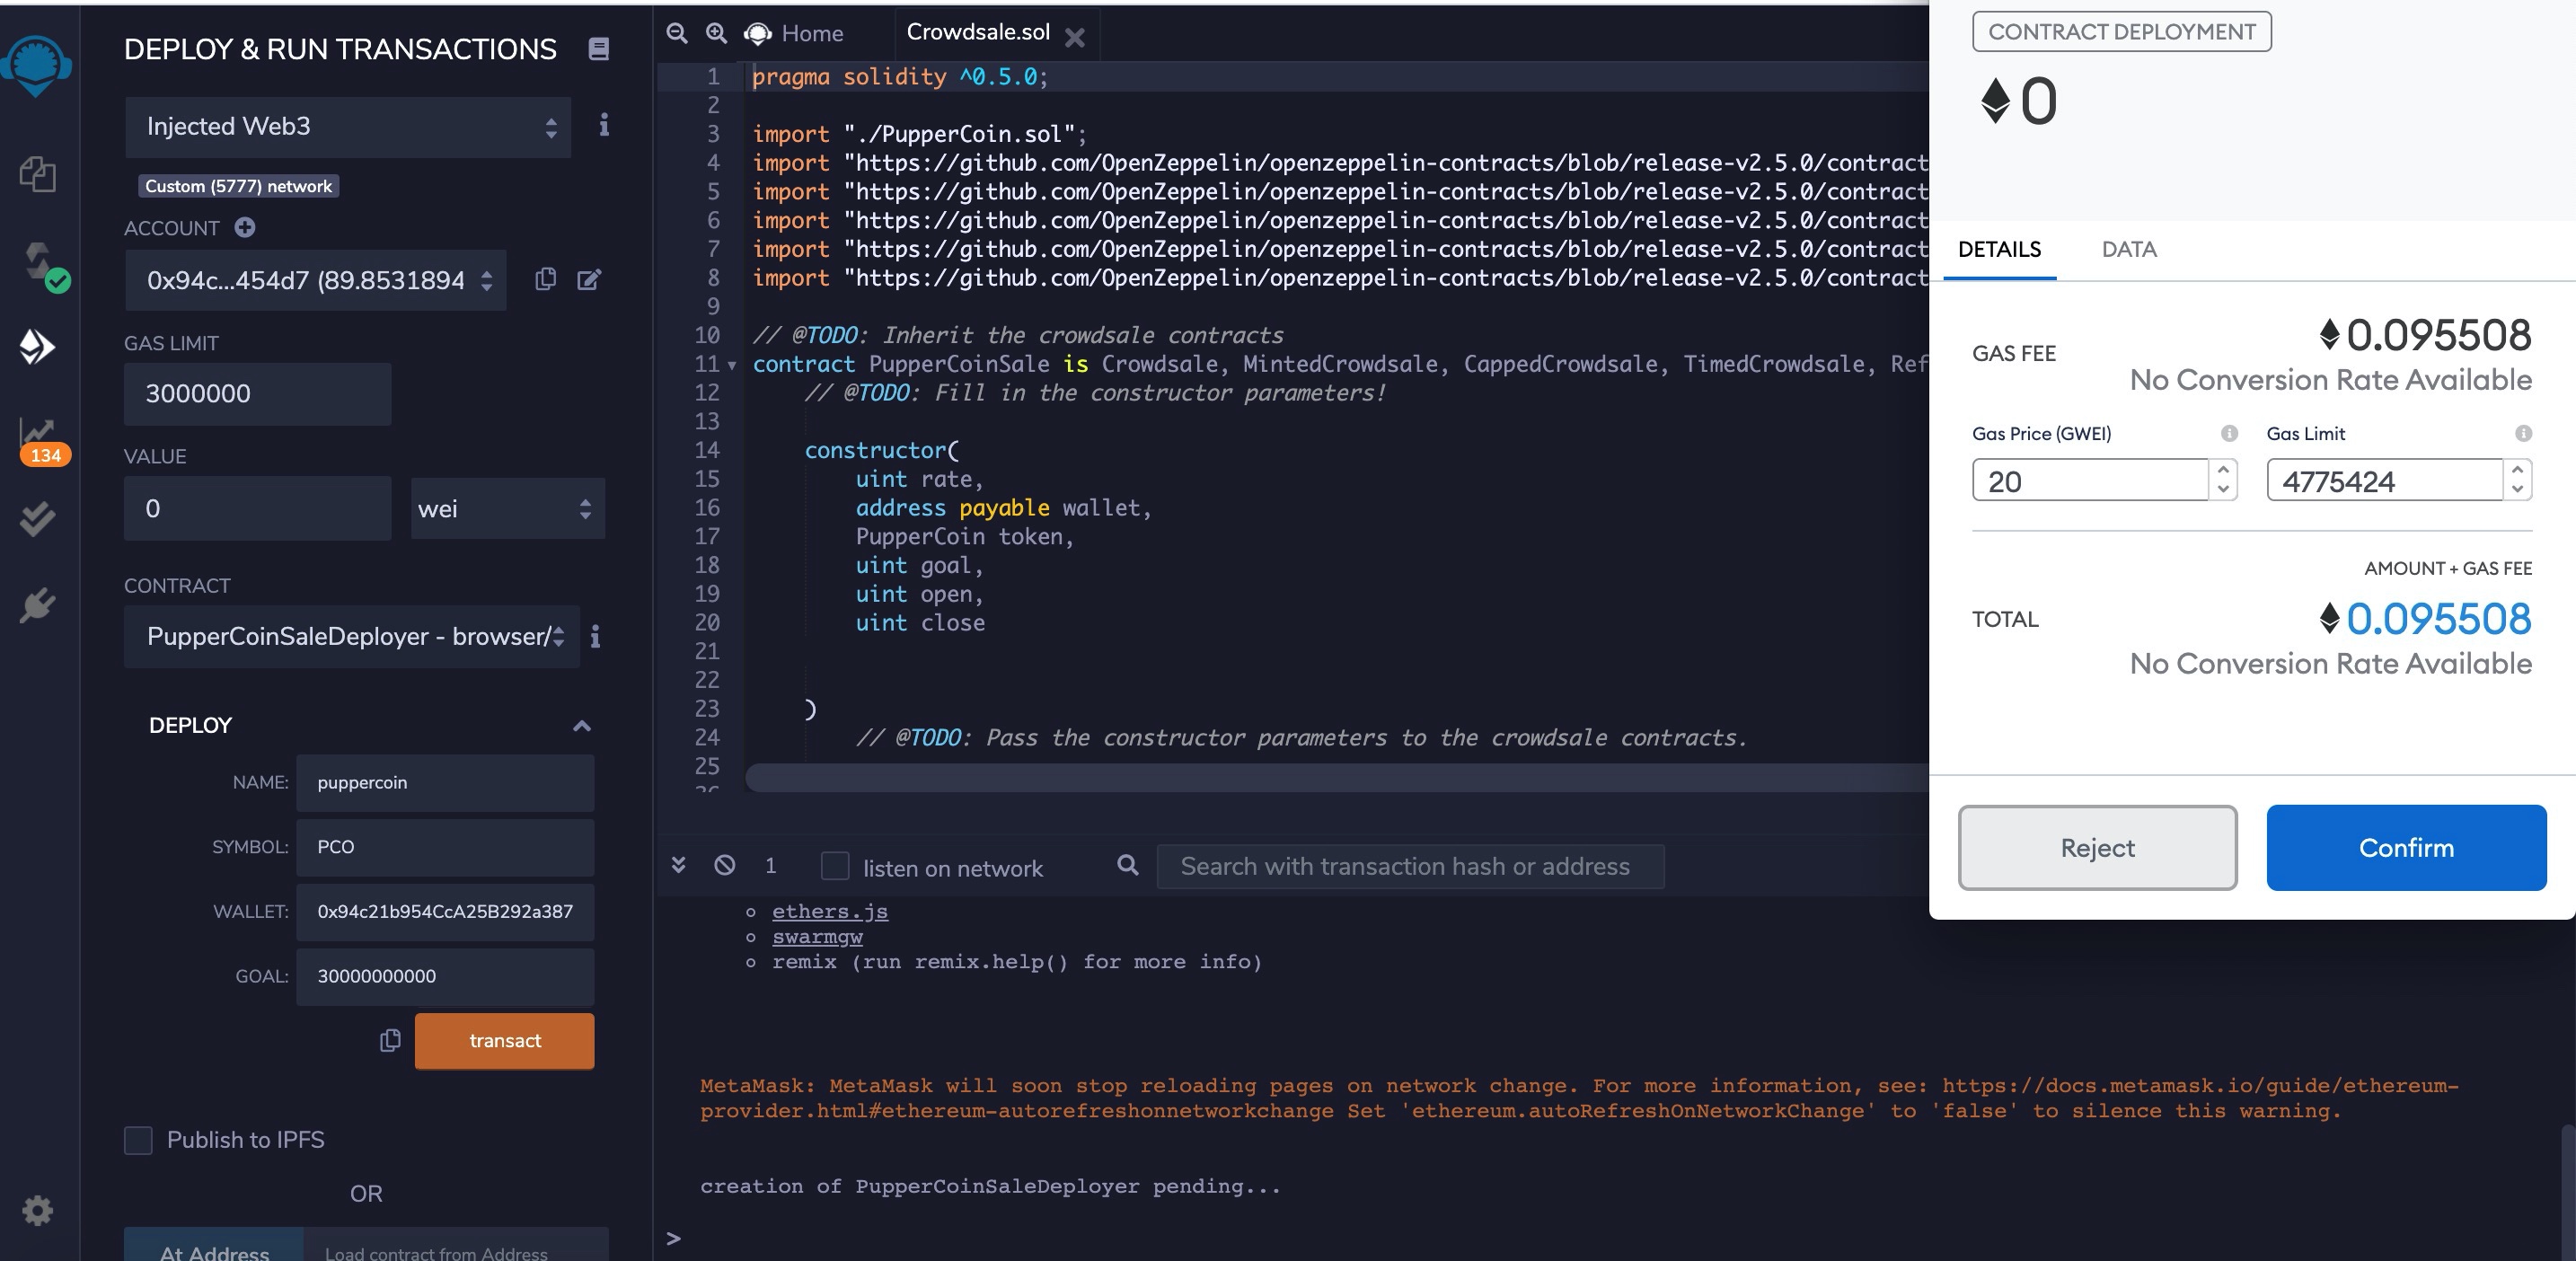 DEPLOY & RUN TRANSACTIONS
Injected Web3
Custom (5777) network
ACCOUNT
0x94c...454d7 (89.8531894
GAS LIMIT
3000000
VALUE
0
wei
CONTRACT
PupperCoinSaleDeployer - browser/
DEPLOY
NAME:
puppercoin
SYMBOL:
PCO
WALLET:
0x94c21b954CcA25B292a387
GOAL:
30000000000
transact
Publish to IPFS
OR
At Address
Load contract from Address
134
Home
Crowdsale.sol
1 pragma solidity ^0.5.0;
2
3 import "./PupperCoin.sol";
4 import "https://github.com/OpenZeppelin/openzeppelin-contracts/blob/release-v2.5.0/contract
5 import "https://github.com/OpenZeppelin/openzeppelin-contracts/blob/release-v2.5.0/contract
6 import "https://github.com/OpenZeppelin/openzeppelin-contracts/blob/release-v2.5.0/contract
7 import "https://github.com/OpenZeppelin/openzeppelin-contracts/blob/release-v2.5.0/contract
8 import "https://github.com/OpenZeppelin/openzeppelin-contracts/blob/release-v2.5.0/contract
9
10 // @TODO: Inherit the crowdsale contracts
11 contract PupperCoinSale is Crowdsale, MintedCrowdsale, CappedCrowdsale, TimedCrowdsale, Ref
12 // @TODO: Fill in the constructor parameters!
13
14 constructor(
15 uint rate,
16 address payable wallet,
17 PupperCoin token,
18 uint goal,
19 uint open,
20 uint close
21
22
23 )
24 // @TODO: Pass the constructor parameters to the crowdsale contracts.
25
1
listen on network
Search with transaction hash or address
ethers.js
swarmgw
remix (run remix.help() for more info)
MetaMask: MetaMask will soon stop reloading pages on network change. For more information, see: https://docs.metamask.io/guide/ethereum-
provider.html#ethereum-autorefreshonnetworkchange Set 'ethereum.autoRefreshOnNetworkChange' to 'false' to silence this warning.
creation of PupperCoinSaleDeployer pending...
>
CONTRACT DEPLOYMENT
0
DETAILS
DATA
GAS FEE
0.095508
No Conversion Rate Available
Gas Price (GWEI)
Gas Limit
20
4775424
AMOUNT + GAS FEE
TOTAL
0.095508
No Conversion Rate Available
Reject
Confirm